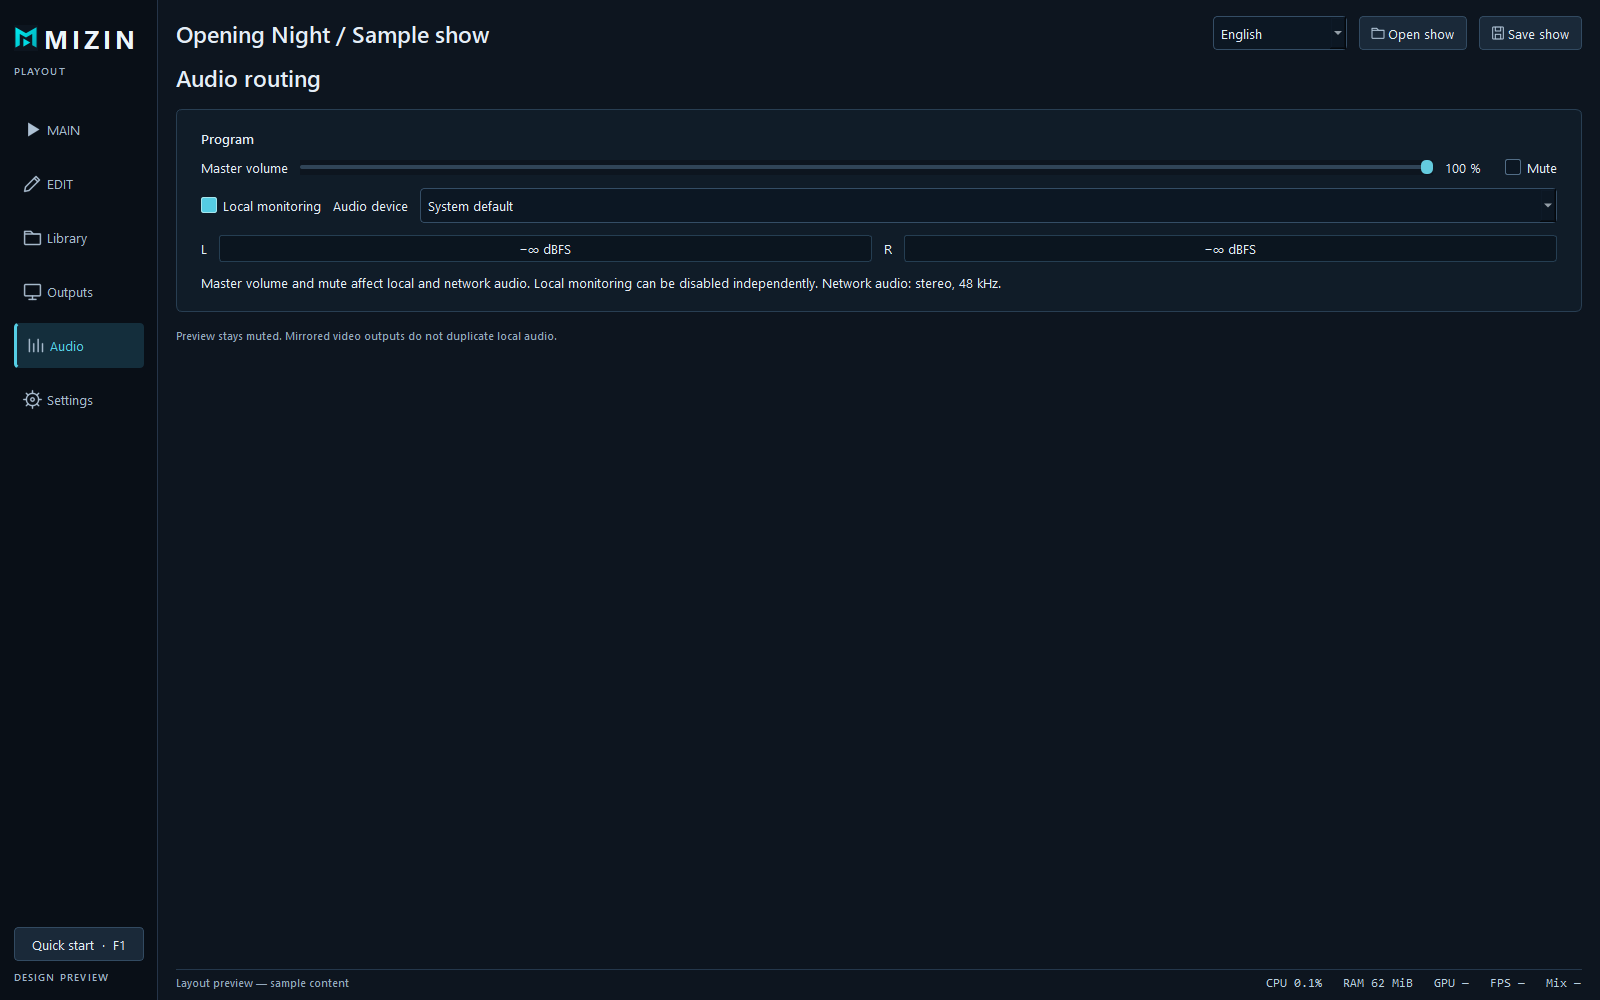 MIZIN
PLAYOUT
MAIN
EDIT
Library
Outputs
Audio
Settings
Quick start · F1
DESIGN PREVIEW
Opening Night / Sample show
English
Open show
Save show
Audio routing
Program
Master volume 100 % Mute
Local monitoring Audio device System default
L −∞ dBFS R −∞ dBFS
Master volume and mute affect local and network audio. Local monitoring can be disabled independently. Network audio: stereo, 48 kHz.
Preview stays muted. Mirrored video outputs do not duplicate local audio.
Layout preview — sample content
CPU 0.1% RAM 62 MiB GPU — FPS — Mix —